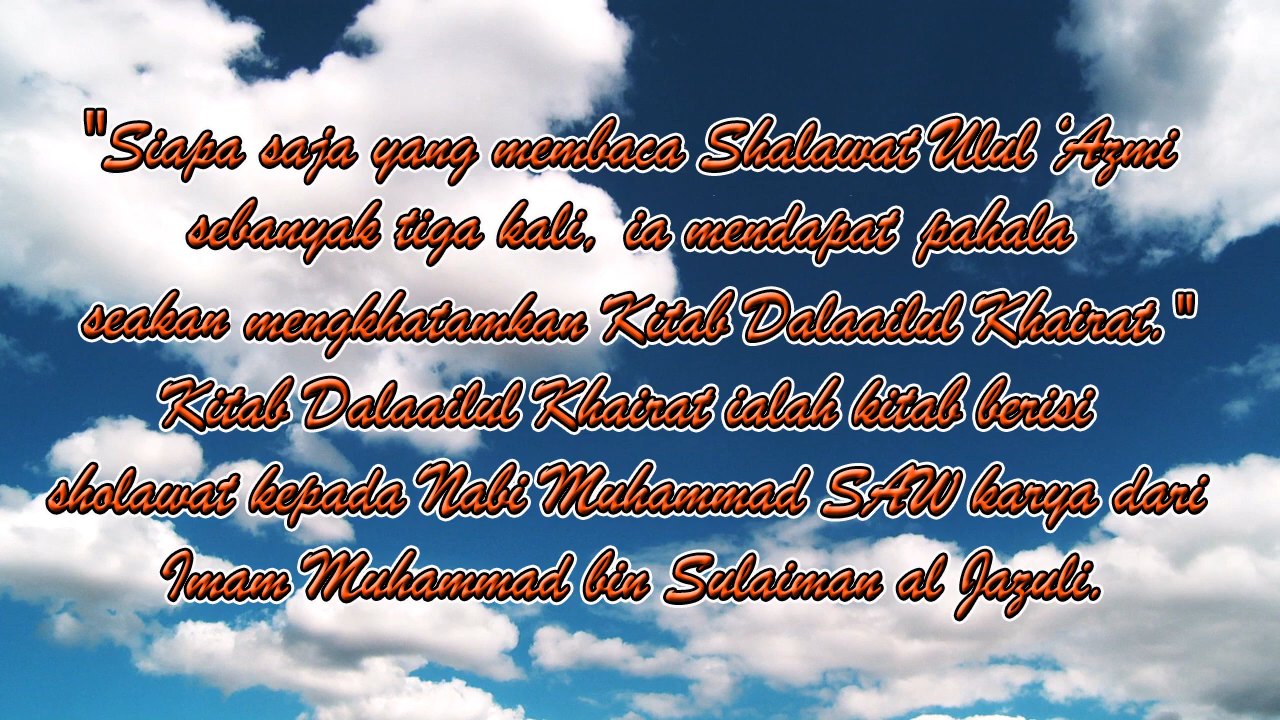 "Siapa saja yang membaca Shalawat Ulul ‘Azmi
sebanyak tiga kali, ia mendapat pahala
seakan mengkhatamkan Kitab Dalaailul Khairat."
Kitab Dalaailul Khairat ialah kitab berisi
sholawat kepada Nabi Muhammad SAW karya dari
Imam Muhammad bin Sulaiman al Jazuli.